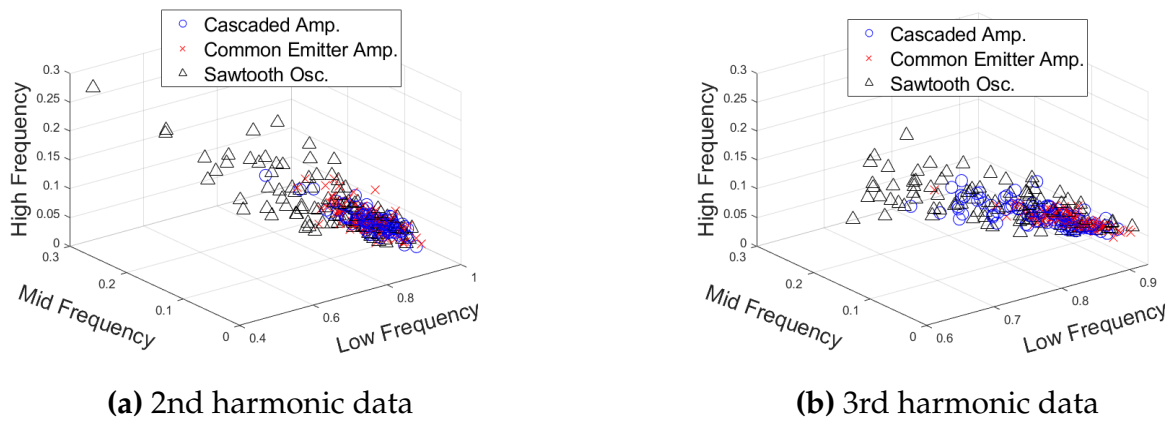 Cascaded Amp.
Common Emitter Amp.
Sawtooth Osc.
High Frequency
0.3
0.25
0.2
0.15
0.1
0.05
0
0.3
0.2
0.1
0
Mid Frequency
0.4
0.6
0.8
1
Low Frequency
(a) 2nd harmonic data
Cascaded Amp.
Common Emitter Amp.
Sawtooth Osc.
High Frequency
0.3
0.25
0.2
0.15
0.1
0.05
0
0.3
0.2
0.1
0
Mid Frequency
0.6
0.7
0.8
0.9
Low Frequency
(b) 3rd harmonic data